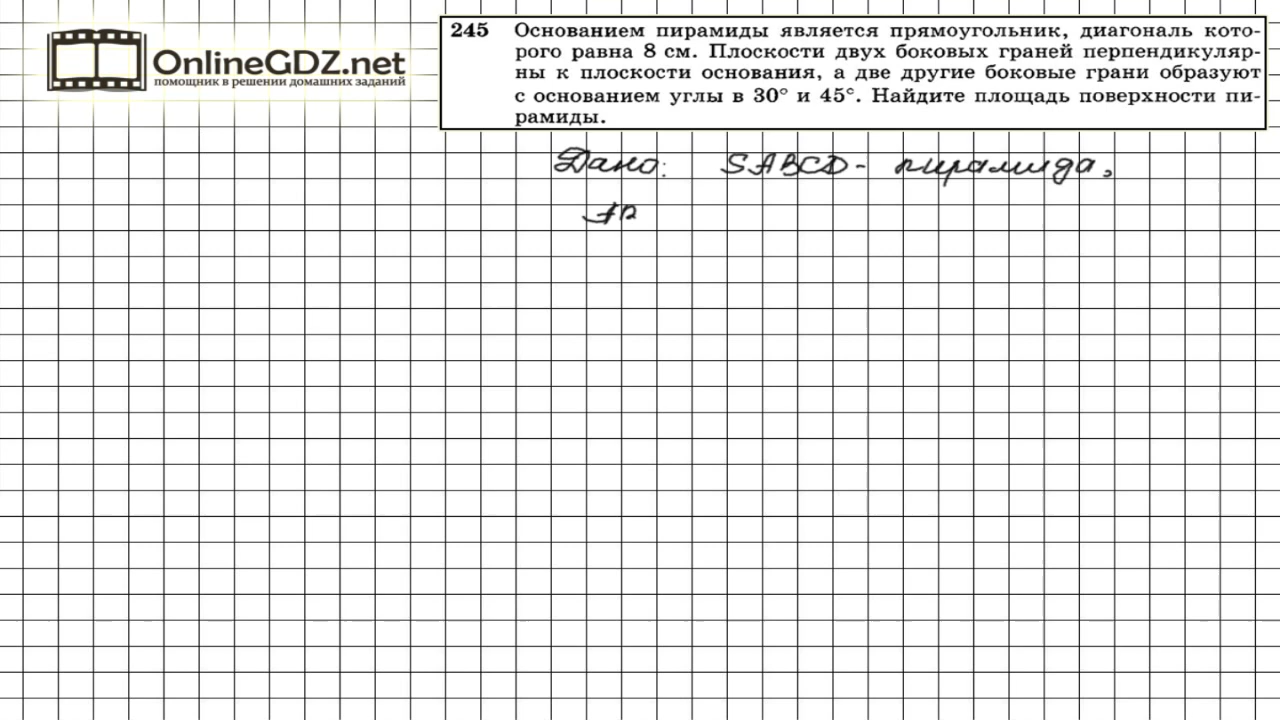 OnlineGDZ.net
помощник в решении домашних заданий
245 Основанием пирамиды является прямоугольник, диагональ кото-
рого равна 8 см. Плоскости двух боковых граней перпендикуляр-
ны к плоскости основания, а две другие боковые грани образуют
с основанием углы в 30° и 45°. Найдите площадь поверхности пи-
рамиды.
Дано: SABCD- пирамида,